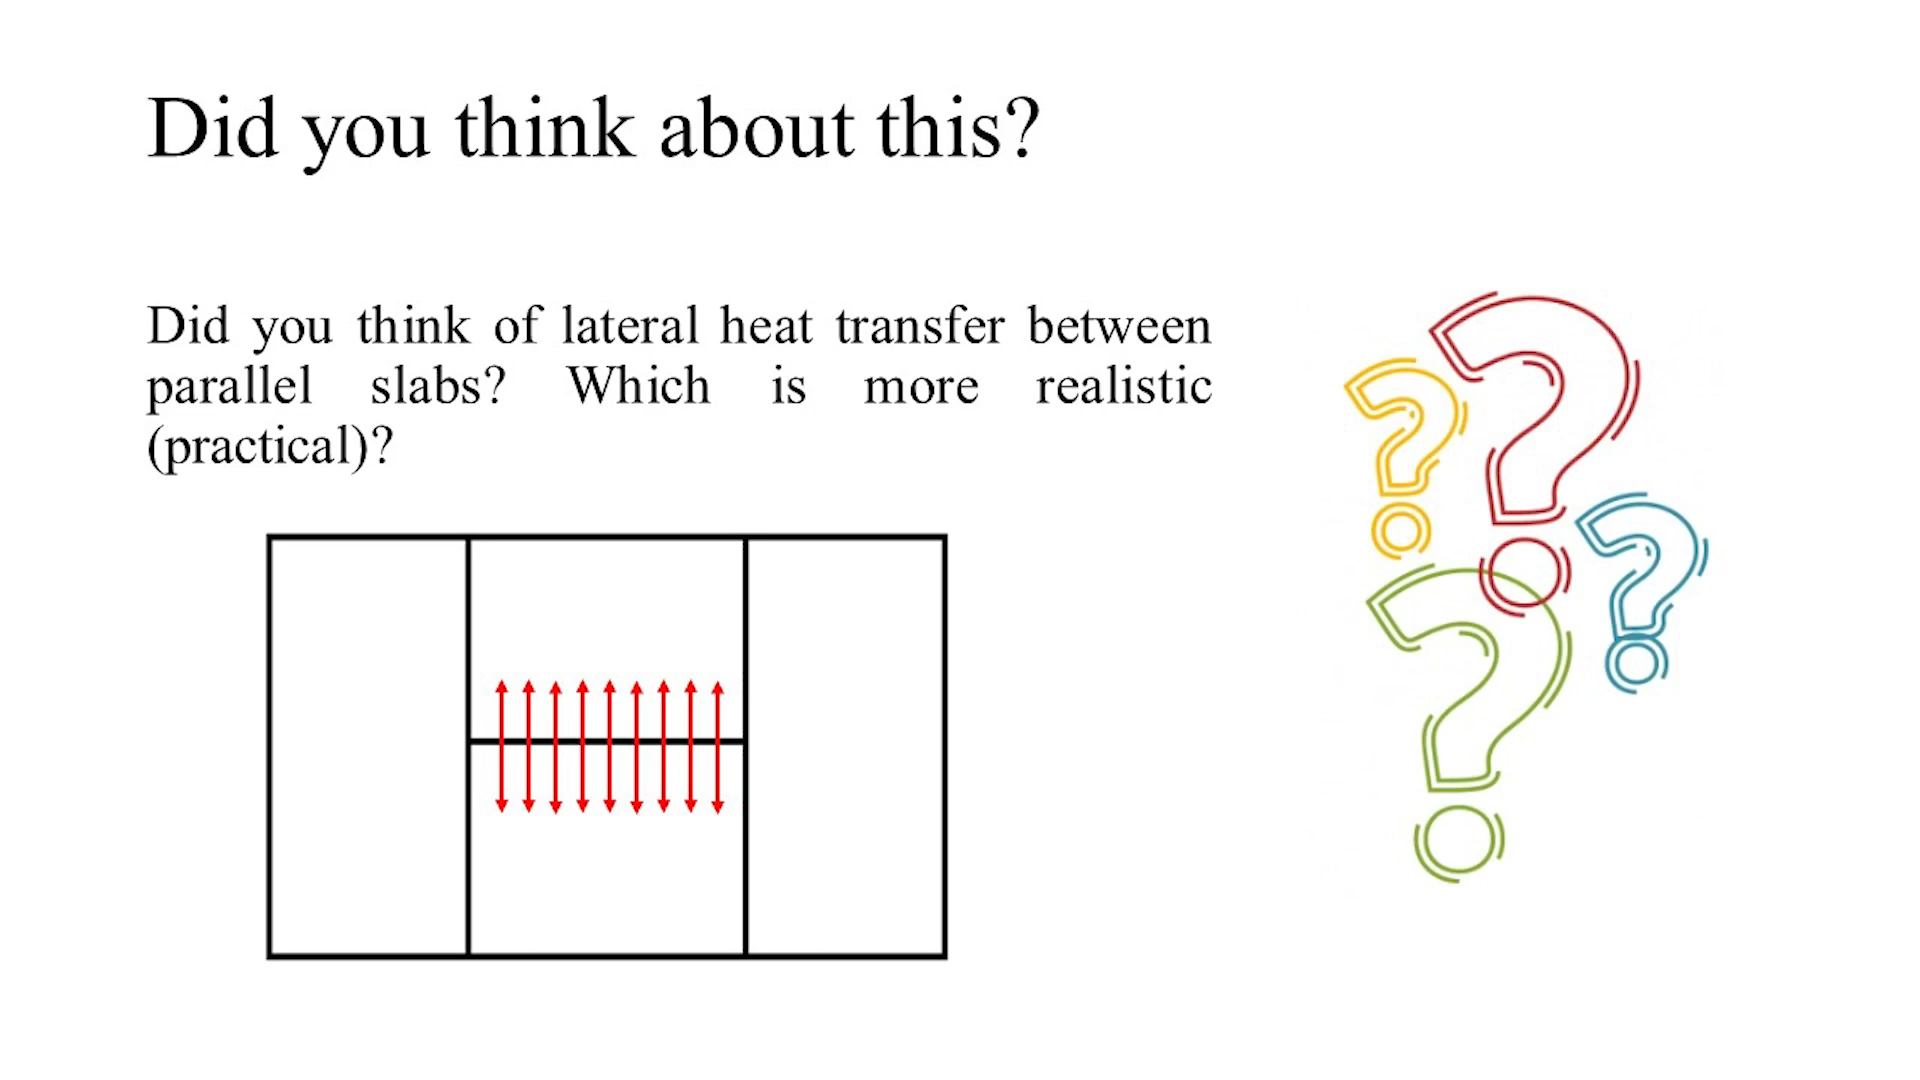 Did you think about this?
Did you think of lateral heat transfer between
parallel slabs? Which is more realistic
(practical)?